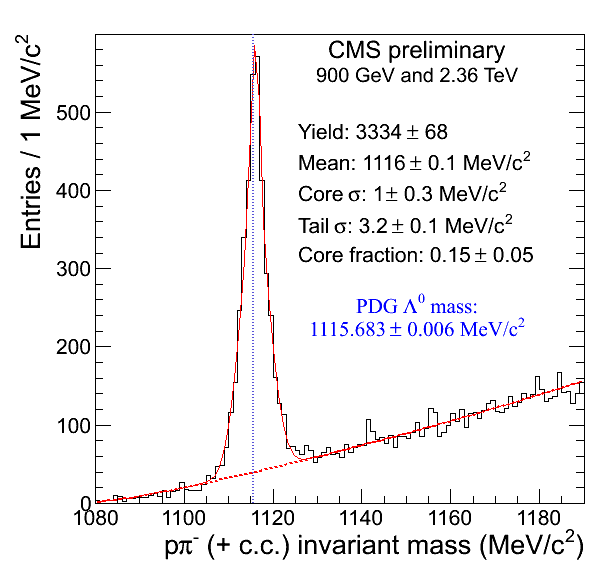 CMS preliminary
900 GeV and 2.36 TeV
Yield: 3334 ± 68
Mean: 1116 ± 0.1 MeV/c²
Core σ: 1 ± 0.3 MeV/c²
Tail σ: 3.2 ± 0.1 MeV/c²
Core fraction: 0.15 ± 0.05
PDG Λ⁰ mass:
1115.683 ± 0.006 MeV/c²
Entries / 1 MeV/c²
500
400
300
200
100
0
1080 1100 1120 1140 1160 1180
pπ⁻ (+ c.c.) invariant mass (MeV/c²)